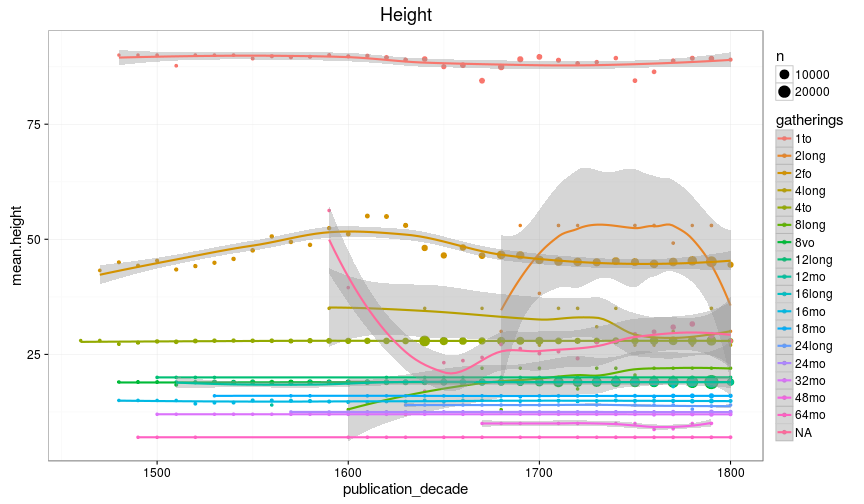 Height
mean.height
75
50
25
1500
1600
1700
1800
publication_decade
n
10000
20000
gatherings
1to
2long
2fo
4long
4to
8long
8vo
12long
12mo
16long
16mo
18mo
24long
24mo
32mo
48mo
64mo
NA